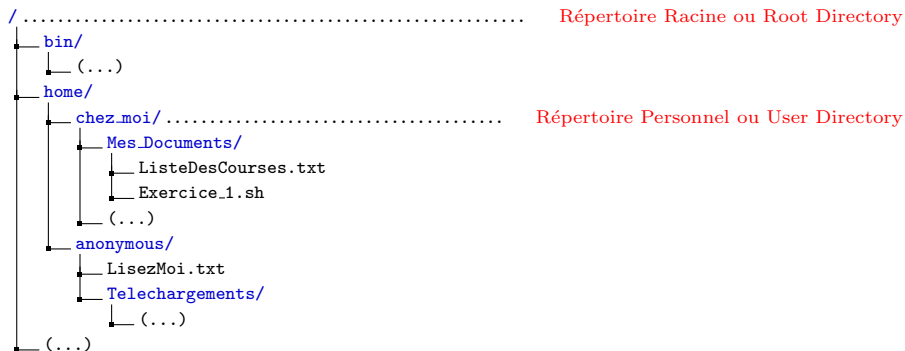 / ........................................................ Répertoire Racine ou Root Directory
bin/
(...)
home/
chez_moi/ ...................................... Répertoire Personnel ou User Directory
Mes_Documents/
ListeDesCourses.txt
Exercice_1.sh
(...)
anonymous/
LisezMoi.txt
Telechargements/
(...)
(...)